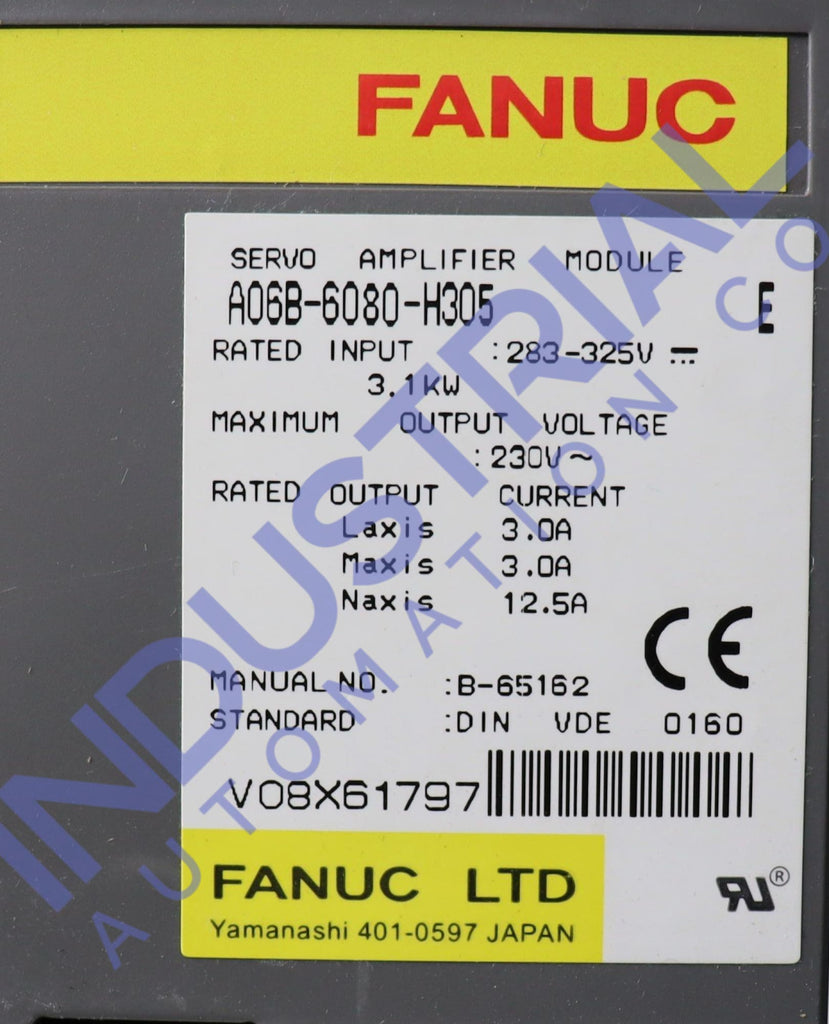 FANUC
SERVO AMPLIFIER MODULE
A06B-6080-H305 E
RATED INPUT :283-325V ⎓
3.1kW
MAXIMUM OUTPUT VOLTAGE
:230V~
RATED OUTPUT CURRENT
Laxis 3.0A
Maxis 3.0A
Naxis 12.5A
CE
MANUAL NO. :B-65162
STANDARD :DIN VDE 0160
V08X61797
FANUC LTD
Yamanashi 401-0597 JAPAN
RU®
INDUSTRIAL
AUTOMATION CO